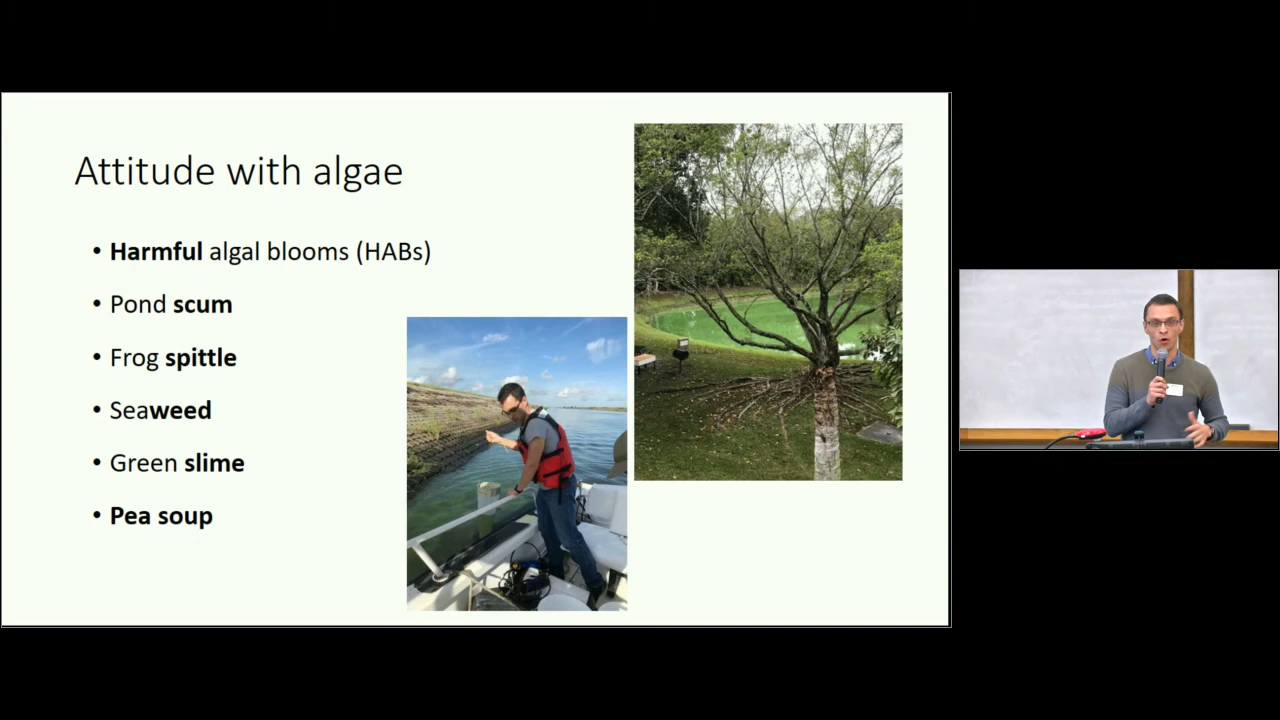 Attitude with algae
• Harmful algal blooms (HABs)
• Pond scum
• Frog spittle
• Seaweed
• Green slime
• Pea soup